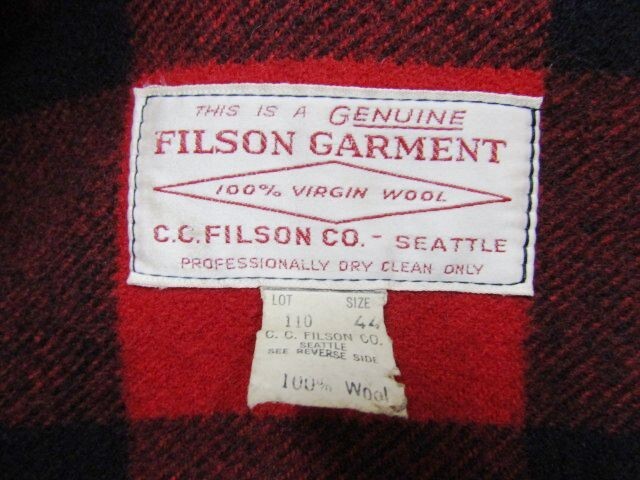 THIS IS A GENUINE
FILSON GARMENT
100% VIRGIN WOOL
C.C. FILSON CO. - SEATTLE
PROFESSIONALLY DRY CLEAN ONLY
LOT SIZE
110 44
C. C. FILSON CO.
SEATTLE
SEE REVERSE SIDE
100% Wool